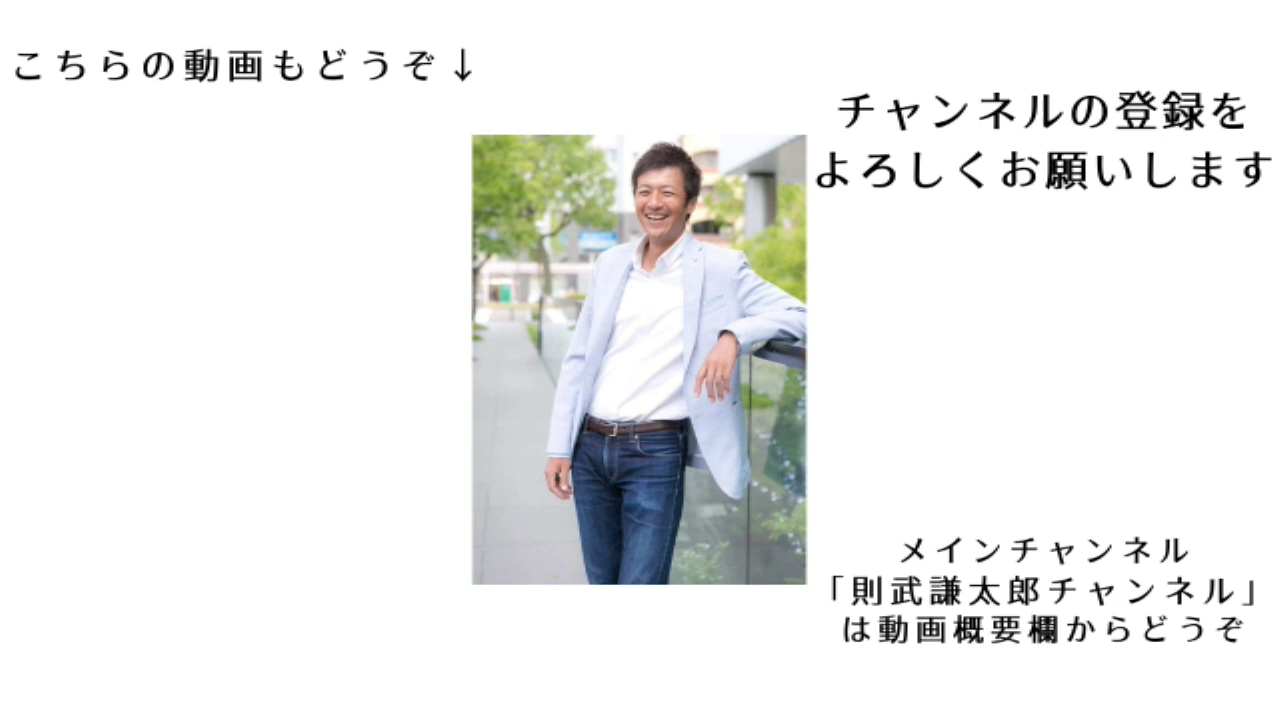 こちらの動画もどうぞ↓
チャンネルの登録を
よろしくお願いします
メインチャンネル
「則武謙太郎チャンネル」
は動画概要欄からどうぞ